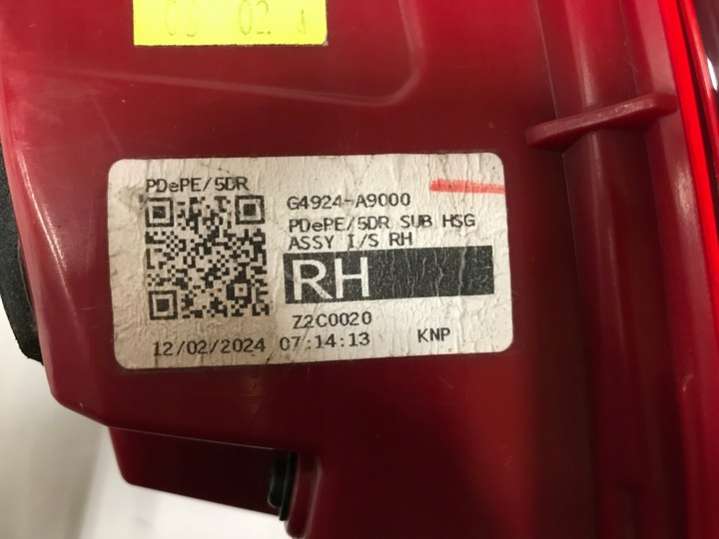 PDePE/5DR
G4924-A9000
PDePE/5DR SUB HSG
ASSY I/S RH
RH
Z2C0020
12/02/2024 07:14:13 KNP